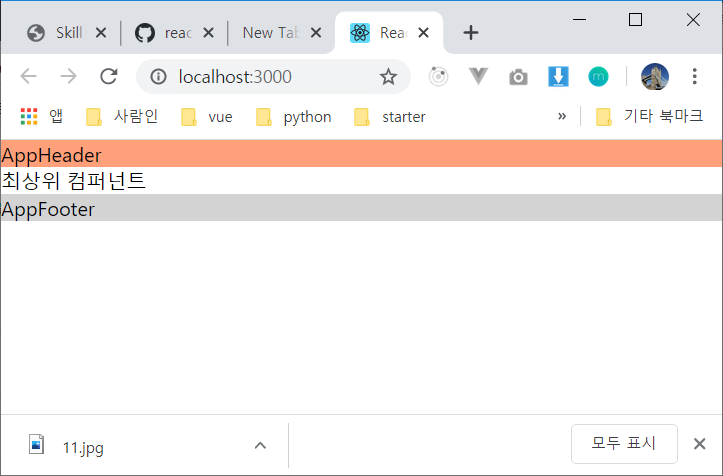 Skill
reac
New Tab
Reac
localhost:3000
앱
사람인
vue
python
starter
»
기타 북마크
AppHeader
최상위 컴퍼넌트
AppFooter
11.jpg
모두 표시